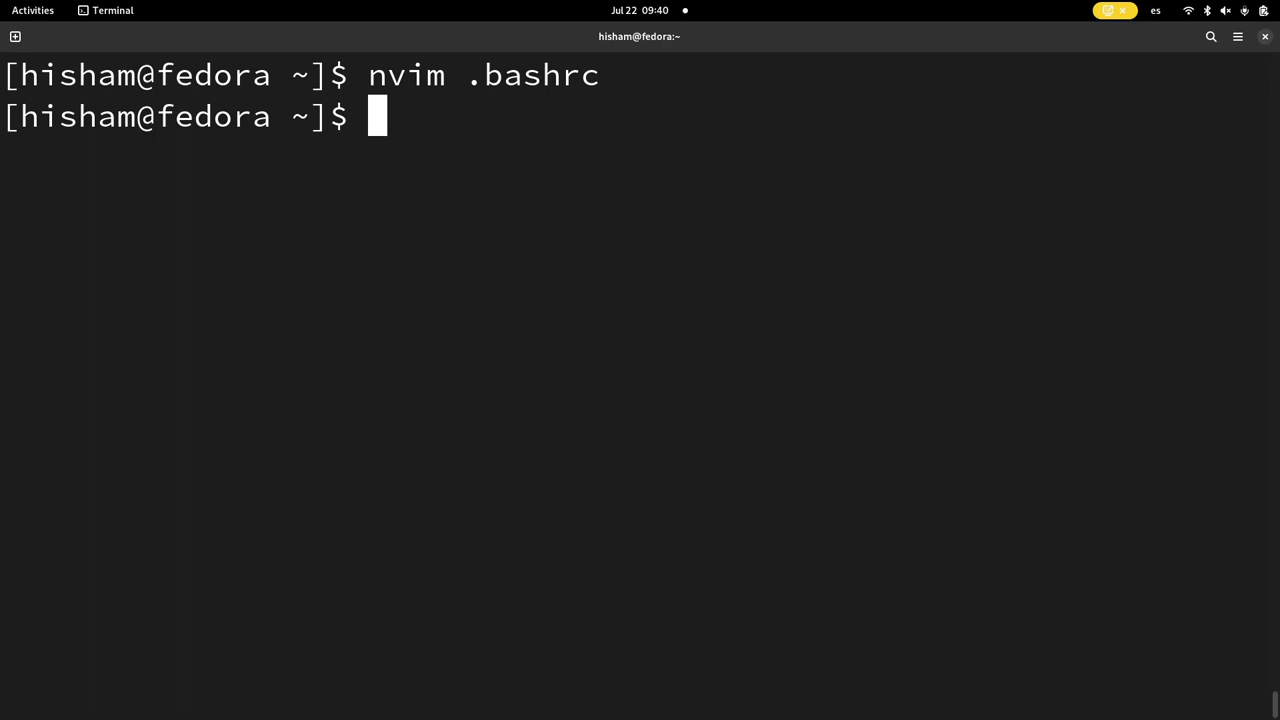 Activities Terminal Jul 22 09:40 es
hisham@fedora:~
[hisham@fedora ~]$ nvim .bashrc
[hisham@fedora ~]$